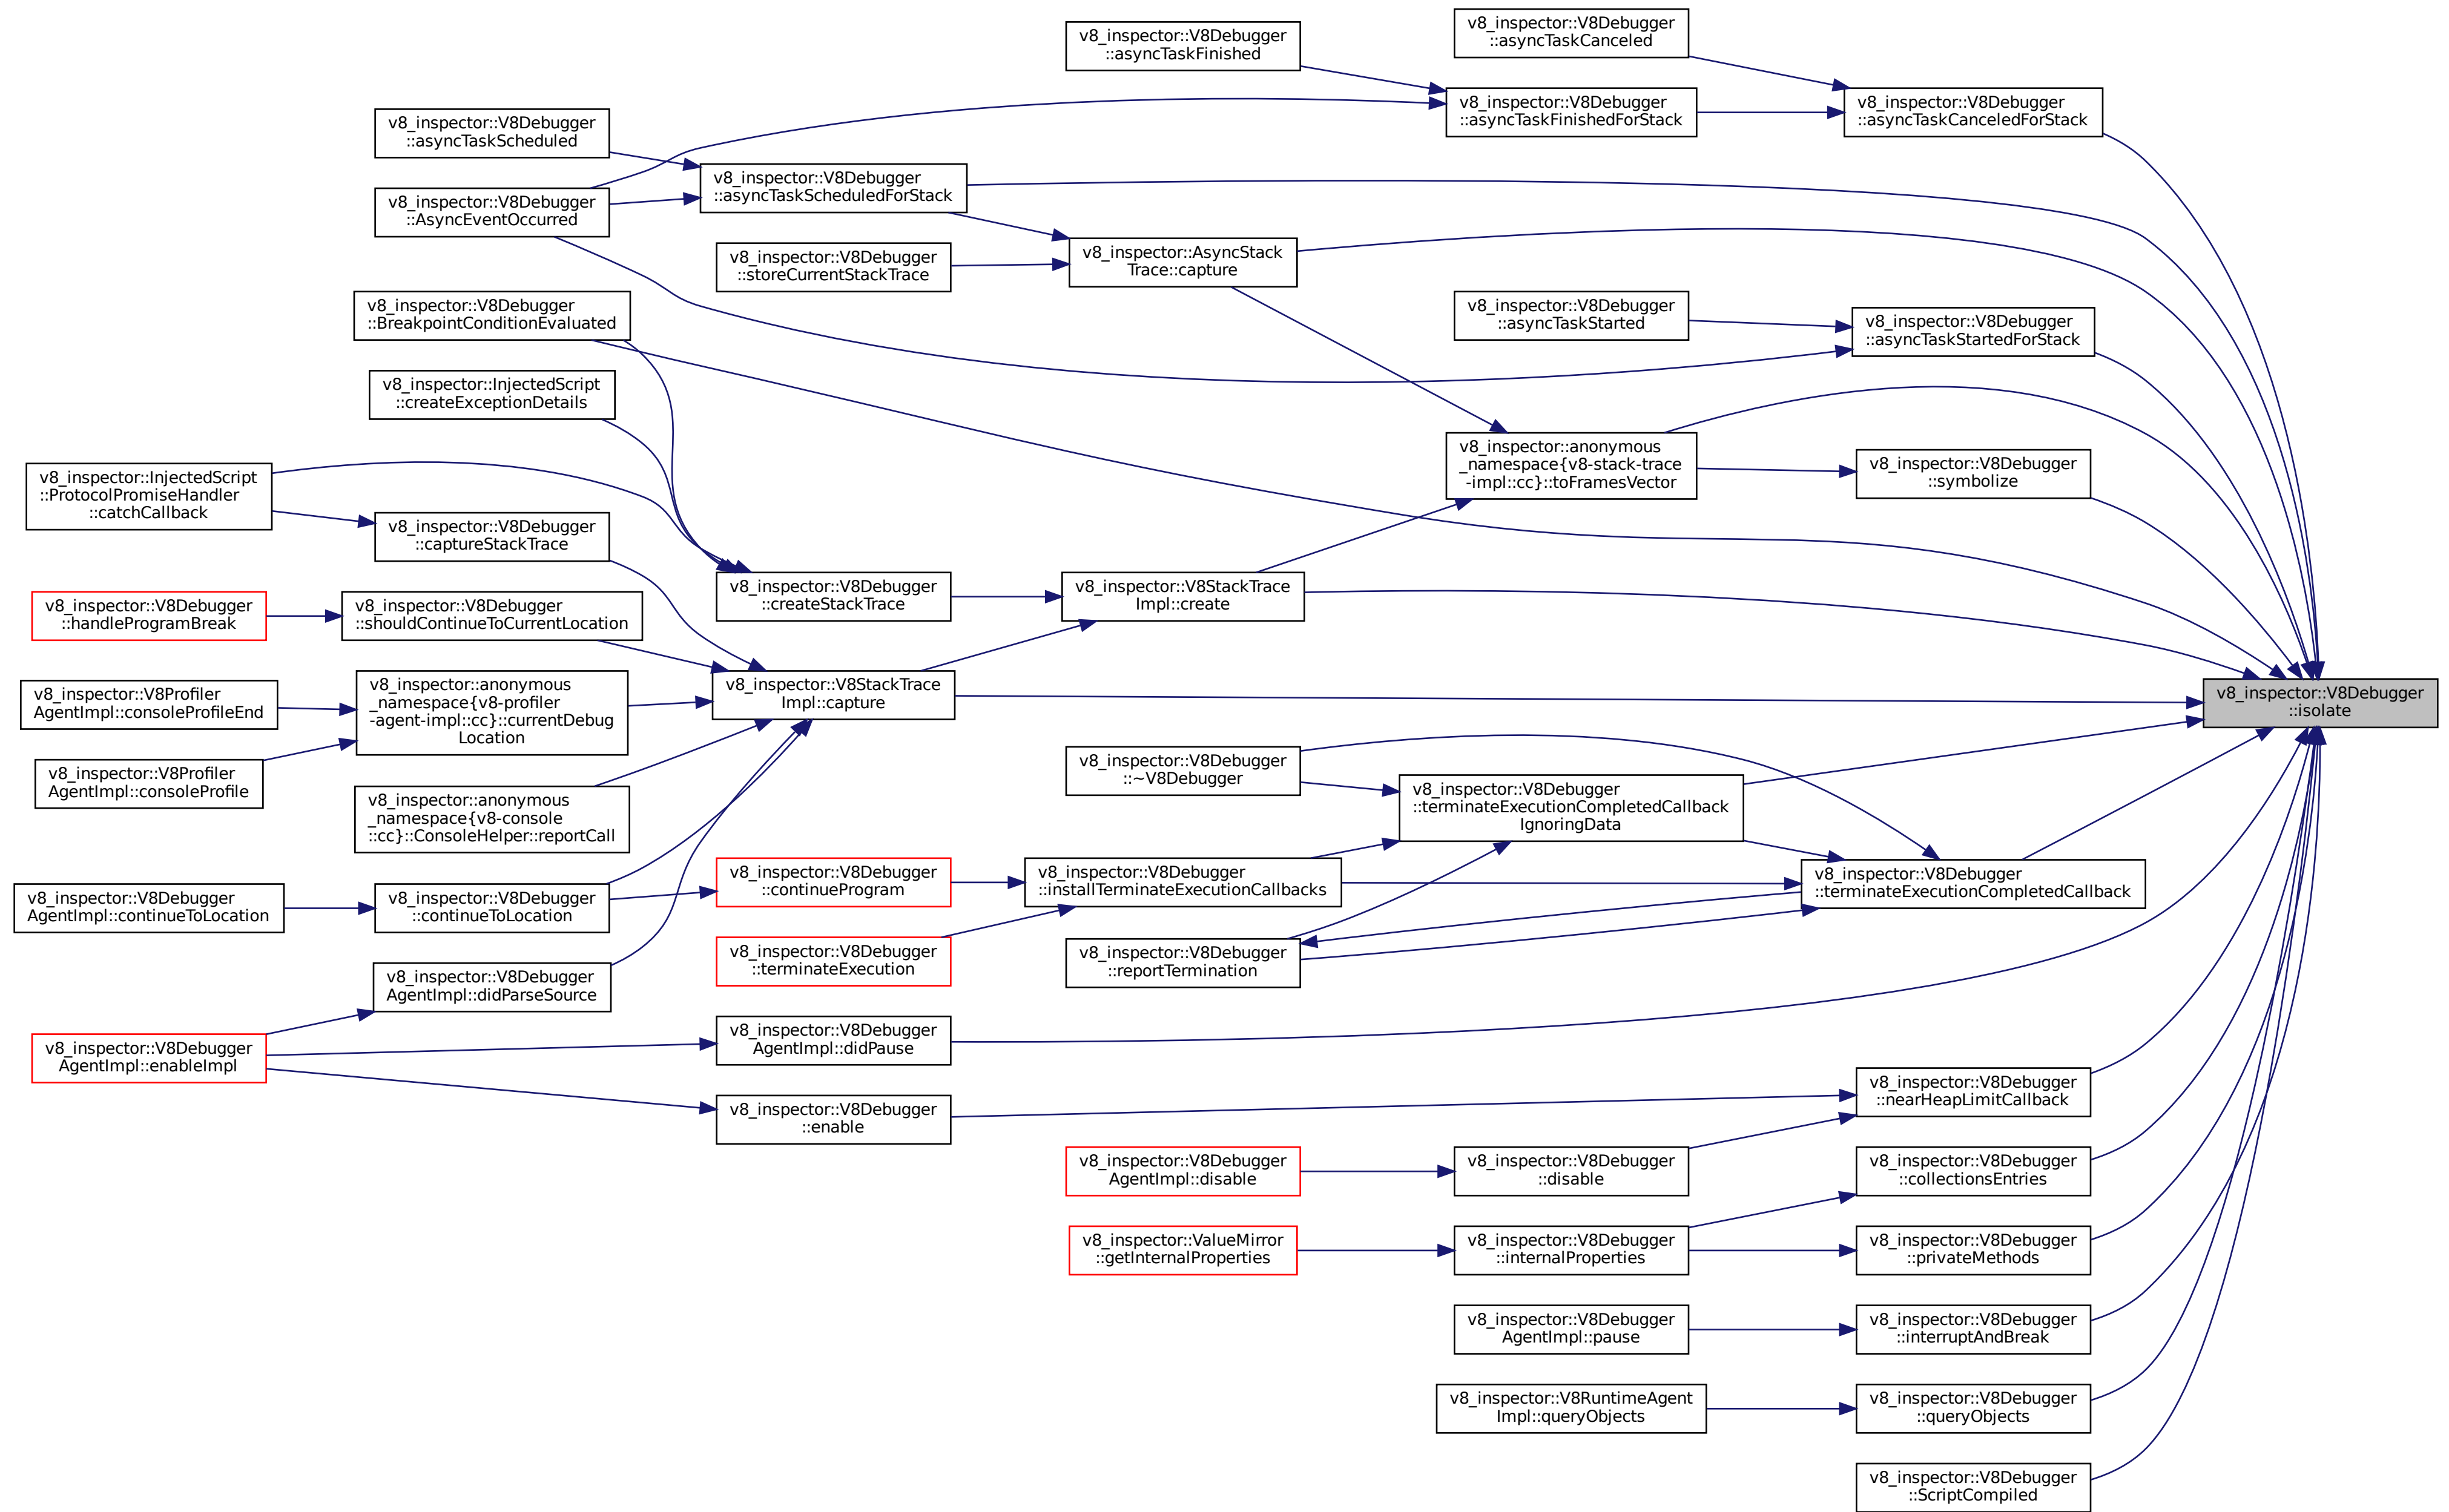 v8_inspector::V8Debugger
::asyncTaskCanceled
v8_inspector::V8Debugger
::asyncTaskFinished
v8_inspector::V8Debugger
::asyncTaskFinishedForStack
v8_inspector::V8Debugger
::asyncTaskCanceledForStack
v8_inspector::V8Debugger
::asyncTaskScheduled
v8_inspector::V8Debugger
::asyncTaskScheduledForStack
v8_inspector::V8Debugger
::AsyncEventOccurred
v8_inspector::V8Debugger
::storeCurrentStackTrace
v8_inspector::AsyncStack
Trace::capture
v8_inspector::V8Debugger
::BreakpointConditionEvaluated
v8_inspector::V8Debugger
::asyncTaskStarted
v8_inspector::V8Debugger
::asyncTaskStartedForStack
v8_inspector::InjectedScript
::createExceptionDetails
v8_inspector::anonymous
_namespace{v8-stack-trace
-impl::cc}::toFramesVector
v8_inspector::V8Debugger
::symbolize
v8_inspector::InjectedScript
::ProtocolPromiseHandler
::catchCallback
v8_inspector::V8Debugger
::captureStackTrace
v8_inspector::V8Debugger
::createStackTrace
v8_inspector::V8StackTrace
Impl::create
v8_inspector::V8Debugger
::handleProgramBreak
v8_inspector::V8Debugger
::shouldContinueToCurrentLocation
v8_inspector::V8Profiler
AgentImpl::consoleProfileEnd
v8_inspector::anonymous
_namespace{v8-profiler
-agent-impl::cc}::currentDebug
Location
v8_inspector::V8StackTrace
Impl::capture
v8_inspector::V8Debugger
::isolate
v8_inspector::V8Profiler
AgentImpl::consoleProfile
v8_inspector::V8Debugger
::~V8Debugger
v8_inspector::V8Debugger
::terminateExecutionCompletedCallback
IgnoringData
v8_inspector::anonymous
_namespace{v8-console
::cc}::ConsoleHelper::reportCall
v8_inspector::V8Debugger
AgentImpl::continueToLocation
v8_inspector::V8Debugger
::continueToLocation
v8_inspector::V8Debugger
::continueProgram
v8_inspector::V8Debugger
::installTerminateExecutionCallbacks
v8_inspector::V8Debugger
::terminateExecutionCompletedCallback
v8_inspector::V8Debugger
::terminateExecution
v8_inspector::V8Debugger
::reportTermination
v8_inspector::V8Debugger
AgentImpl::didParseSource
v8_inspector::V8Debugger
AgentImpl::enableImpl
v8_inspector::V8Debugger
AgentImpl::didPause
v8_inspector::V8Debugger
::enable
v8_inspector::V8Debugger
::nearHeapLimitCallback
v8_inspector::V8Debugger
AgentImpl::disable
v8_inspector::V8Debugger
::disable
v8_inspector::V8Debugger
::collectionsEntries
v8_inspector::ValueMirror
::getInternalProperties
v8_inspector::V8Debugger
::internalProperties
v8_inspector::V8Debugger
::privateMethods
v8_inspector::V8Debugger
AgentImpl::pause
v8_inspector::V8Debugger
::interruptAndBreak
v8_inspector::V8RuntimeAgent
Impl::queryObjects
v8_inspector::V8Debugger
::queryObjects
v8_inspector::V8Debugger
::ScriptCompiled